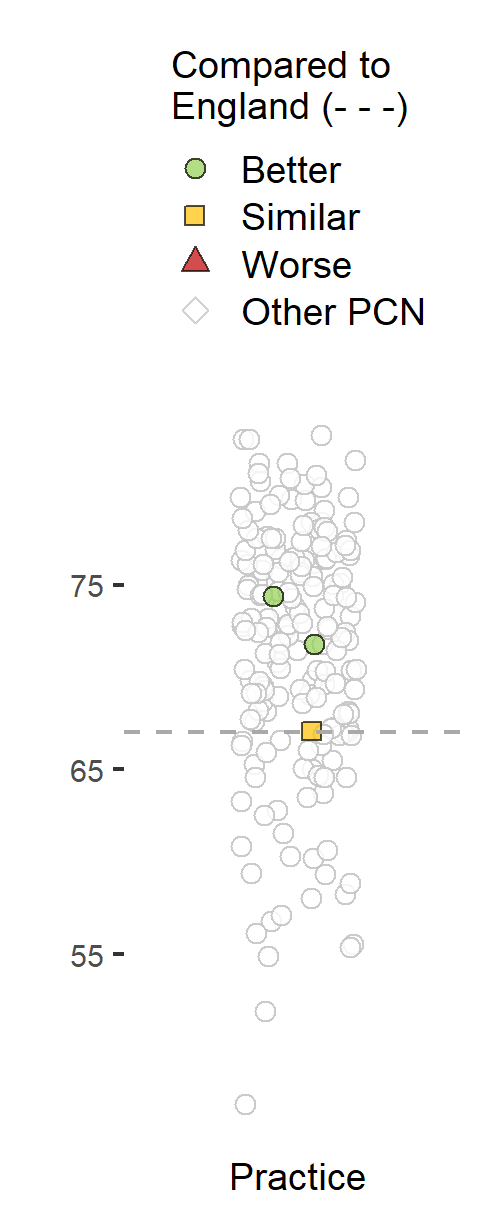 Compared to
England (- - -)
Better
Similar
Worse
Other PCN
75
65
55
Practice